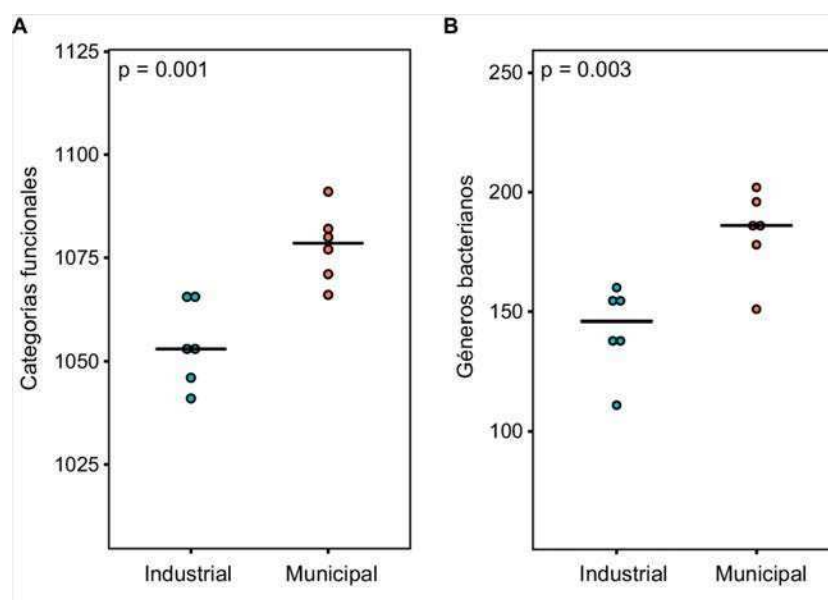 A
p = 0.001
Categorías funcionales
1125
1100
1075
1050
1025
Industrial
Municipal
B
p = 0.003
Géneros bacterianos
250
200
150
100
Industrial
Municipal